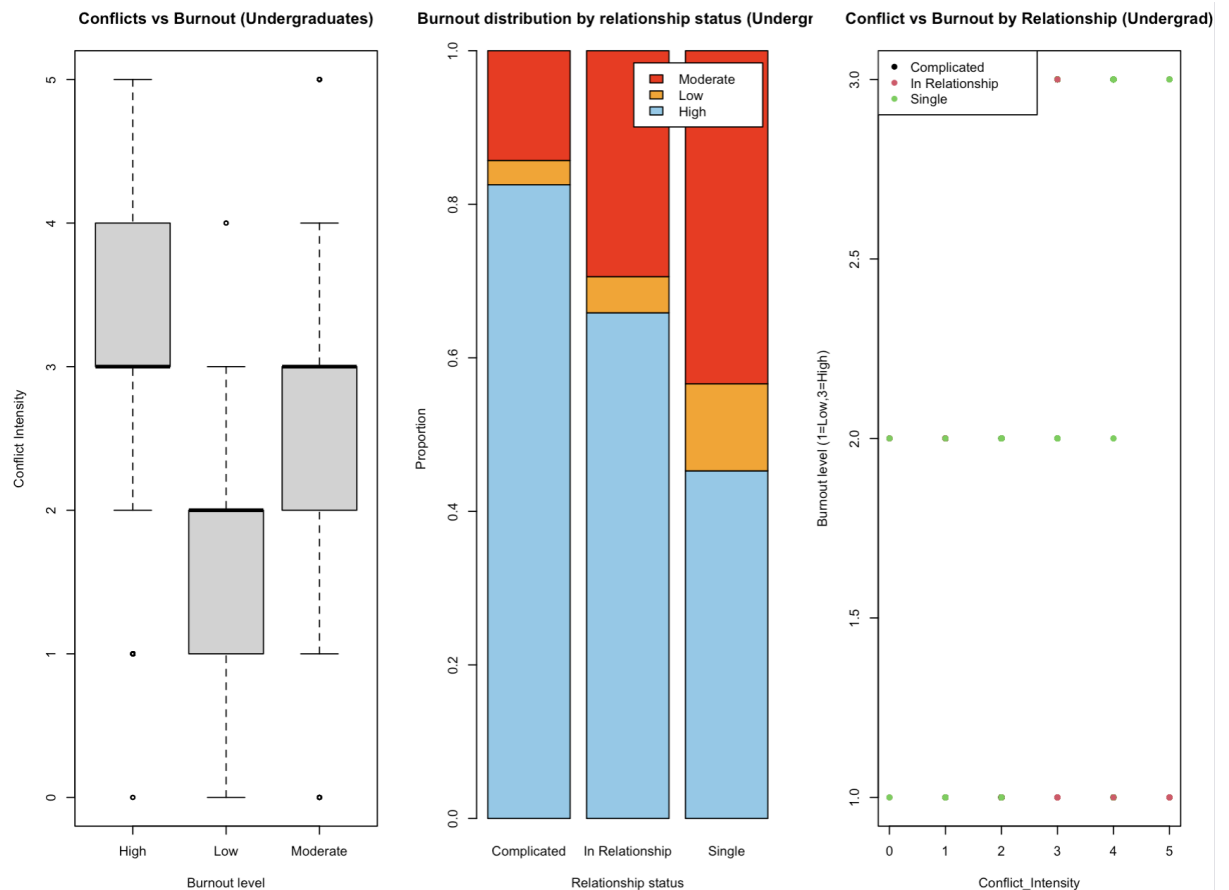 Conflicts vs Burnout (Undergraduates)
5
4
3
2
1
0
Conflict Intensity
High
Low
Moderate
Burnout level
Burnout distribution by relationship status (Undergr
1.0
0.8
0.6
0.4
0.2
0.0
Proportion
Moderate
Low
High
Complicated
In Relationship
Single
Relationship status
Conflict vs Burnout by Relationship (Undergrad)
3.0
2.5
2.0
1.5
1.0
Burnout level (1=Low,3=High)
Complicated
In Relationship
Single
0
1
2
3
4
5
Conflict_Intensity